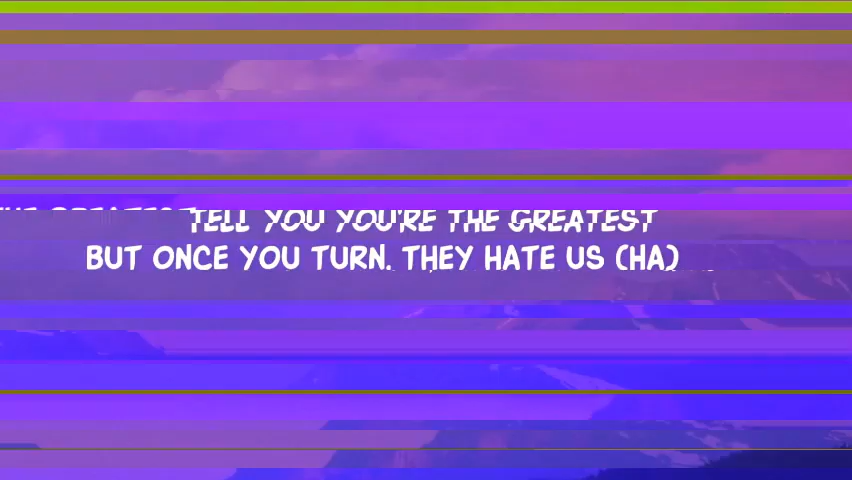 TELL YOU YOU'RE THE GREATEST
BUT ONCE YOU TURN, THEY HATE US (HA)